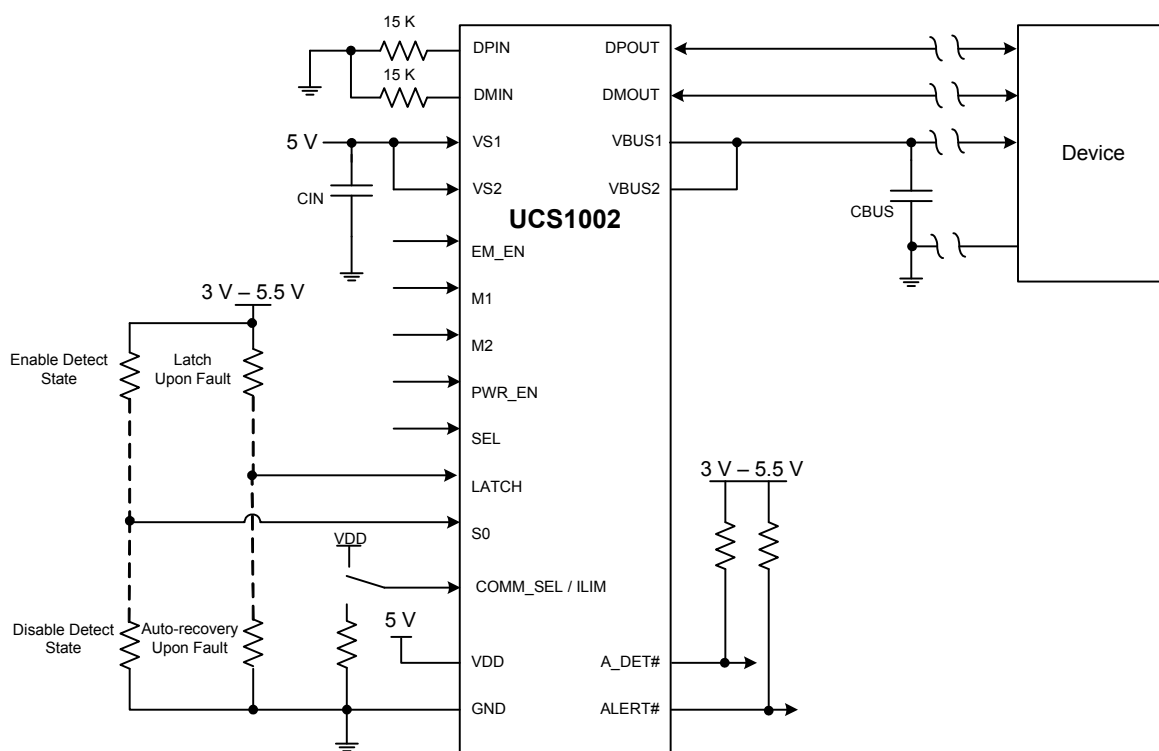 15 K
DPIN
DPOUT
15 K
DMIN
DMOUT
5 V
VS1
VBUS1
Device
CIN
VS2
VBUS2
CBUS
UCS1002
EM_EN
3 V – 5.5 V
M1
M2
Enable Detect
State
Latch
Upon Fault
PWR_EN
SEL
3 V – 5.5 V
LATCH
S0
VDD
COMM_SEL / ILIM
5 V
Disable Detect
State
Auto-recovery
Upon Fault
VDD
A_DET#
GND
ALERT#